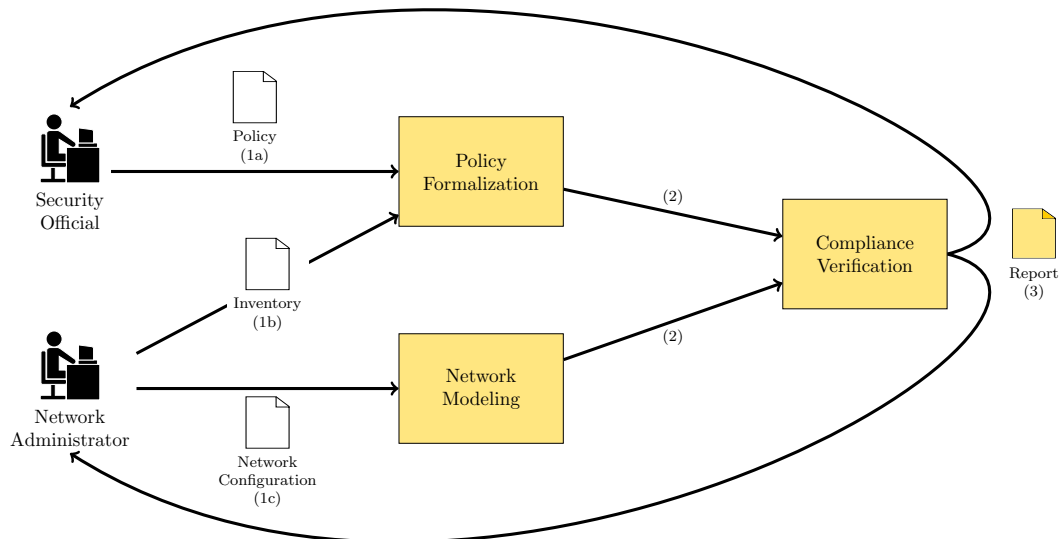 Policy
(1a)
Security
Official
Policy
Formalization
(2)
Compliance
Verification
Report
(3)
Inventory
(1b)
Network
Administrator
Network
Modeling
(2)
Network
Configuration
(1c)